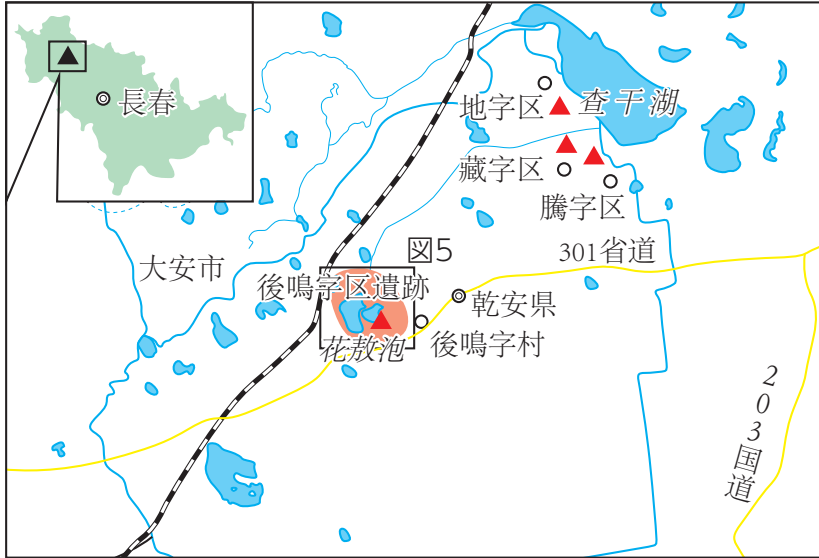 長春
地字区
査干湖
藏字区
騰字区
図5
301省道
大安市
後鳴字区遺跡
乾安県
花敖泡
後鳴字村
203国道